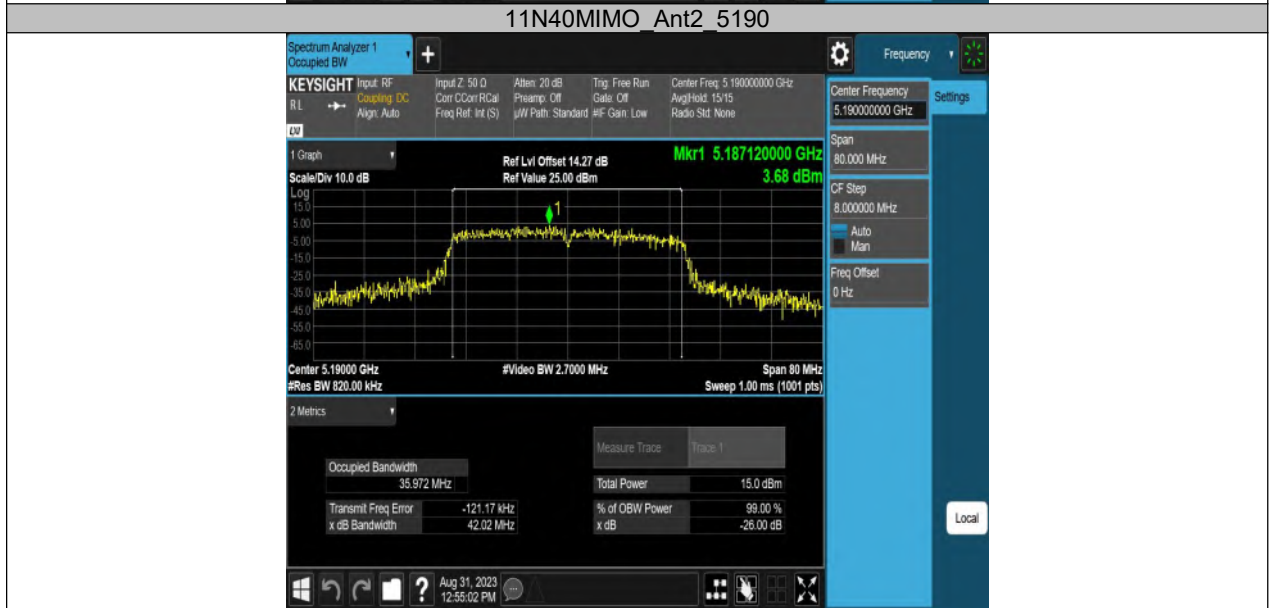 11N40MIMO_Ant2_5190
Spectrum Analyzer 1
Occupied BW
+
Frequency
KEYSIGHT
RL
LXI
Input: RF
Coupling: DC
Align: Auto
Input Z: 50 Ω
Corr CCorr RCal
Freq Ref: Int (S)
Atten: 20 dB
Preamp: Off
µW Path: Standard
Trig: Free Run
Gate: Off
#IF Gain: Low
Center Freq: 5.190000000 GHz
Avg|Hold: 15/15
Radio Std: None
Center Frequency
5.190000000 GHz
Settings
Span
80.000 MHz
CF Step
8.000000 MHz
Auto
Man
Freq Offset
0 Hz
1 Graph
Scale/Div 10.0 dB
Ref Lvl Offset 14.27 dB
Ref Value 25.00 dBm
Mkr1 5.187120000 GHz
3.68 dBm
Log
15.0
5.00
-5.00
-15.0
-25.0
-35.0
-45.0
-55.0
-65.0
1
Center 5.19000 GHz
#Res BW 820.00 kHz
#Video BW 2.7000 MHz
Span 80 MHz
Sweep 1.00 ms (1001 pts)
2 Metrics
Measure Trace
Trace 1
Occupied Bandwidth
35.972 MHz
Total Power
15.0 dBm
Transmit Freq Error
-121.17 kHz
% of OBW Power
99.00 %
x dB Bandwidth
42.02 MHz
x dB
-26.00 dB
Local
?
Aug 31, 2023
12:55:02 PM